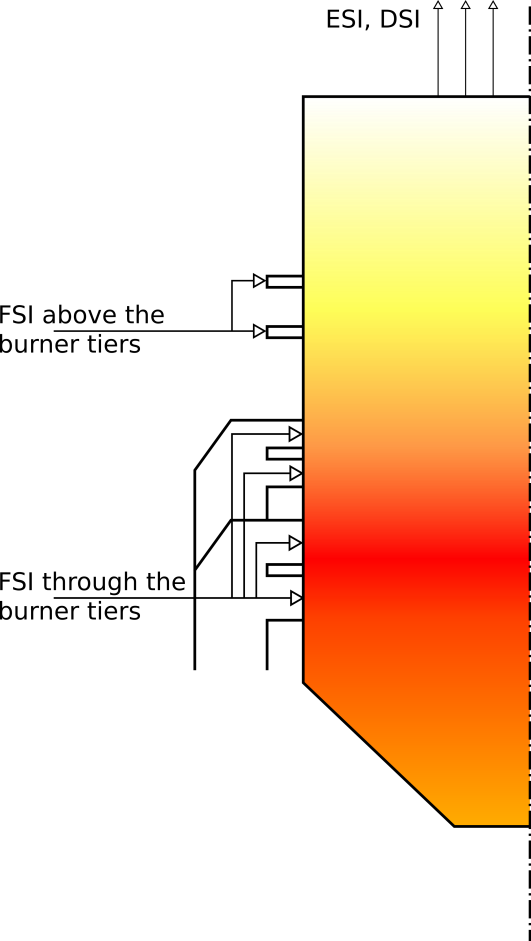 ESI, DSI
FSI above the
burner tiers
FSI through the
burner tiers